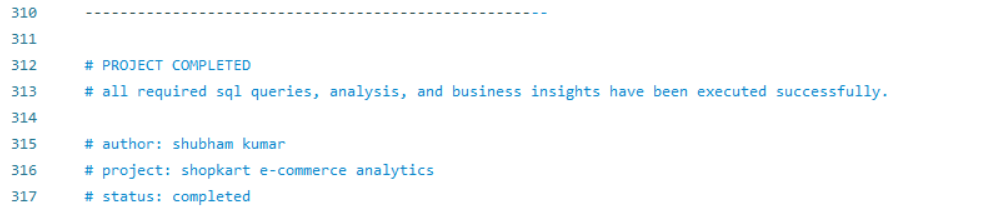 310 ------------------------------------------------------
311
312 # PROJECT COMPLETED
313 # all required sql queries, analysis, and business insights have been executed successfully.
314
315 # author: shubham kumar
316 # project: shopkart e-commerce analytics
317 # status: completed